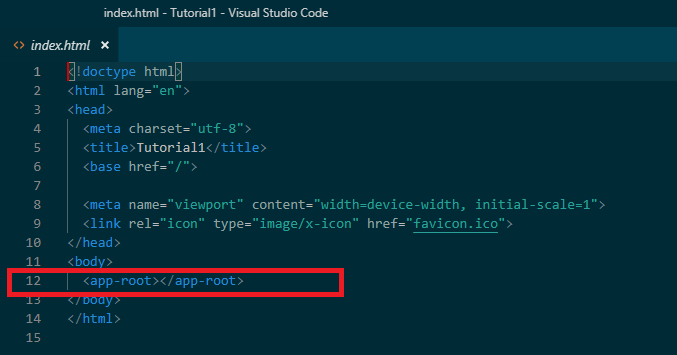 index.html - Tutorial1 - Visual Studio Code
<> index.html ×
1 <!doctype html>
2 <html lang="en">
3 <head>
4 <meta charset="utf-8">
5 <title>Tutorial1</title>
6 <base href="/">
7
8 <meta name="viewport" content="width=device-width, initial-scale=1">
9 <link rel="icon" type="image/x-icon" href="favicon.ico">
10 </head>
11 <body>
12 <app-root></app-root>
13 </body>
14 </html>
15